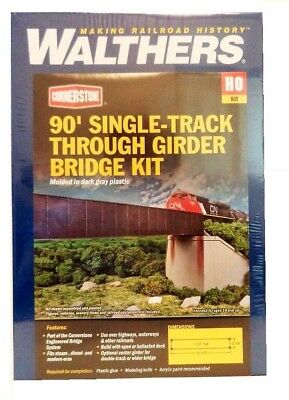 MAKING RAILROAD HISTORY™
WALTHERS
CORNERSTONE
HO
KIT
90' SINGLE-TRACK
THROUGH GIRDER
BRIDGE KIT
Molded in dark gray plastic
CN
Features:
• Part of the Cornerstone
Engineered Bridge
System
• Fits steam-, diesel- and
modern-eras
• Use over highways, waterways &
other railroads
• Build with open or ballasted deck
• Optional center girder for
double-track or wider bridge
DIMENSIONS
Required for completion: Plastic glue • Modeling knife • Acrylic paint recommended